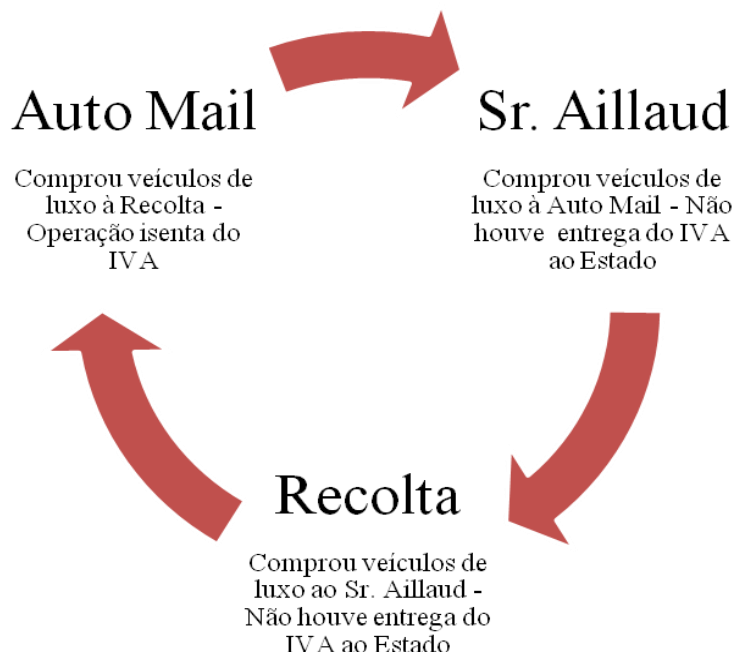 Auto Mail
Comprou veículos de
luxo à Recolta -
Operação isenta do
IVA
Sr. Aillaud
Comprou veículos de
luxo à Auto Mail - Não
houve entrega do IVA
ao Estado
Recolta
Comprou veículos de
luxo ao Sr. Aillaud -
Não houve entrega do
IVA ao Estado